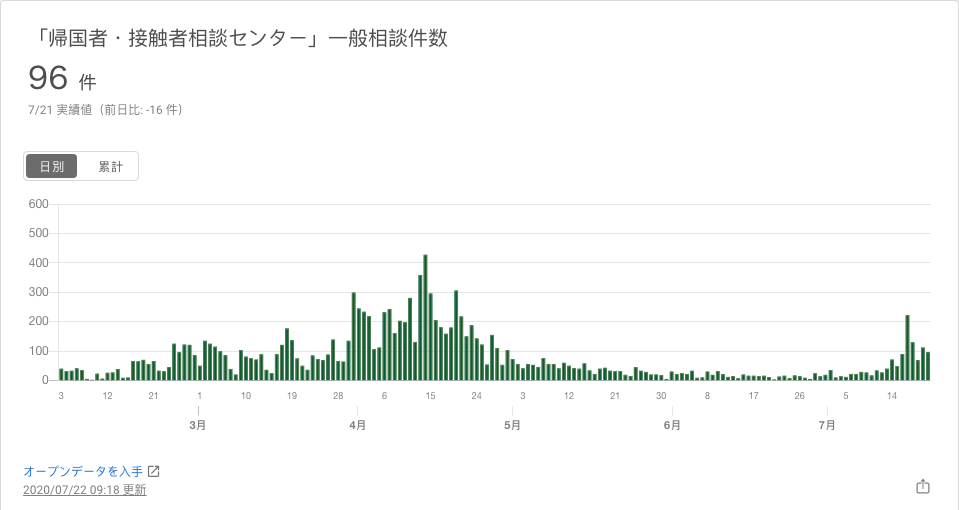 「帰国者・接触者相談センター」一般相談件数
96 件
7/21 実績値（前日比: -16 件）
日別 累計
600
500
400
300
200
100
0
3 12 21 1 10 19 28 6 15 24 3 12 21 30 8 17 26 5 14
3月 4月 5月 6月 7月
オープンデータを入手
2020/07/22 09:18 更新